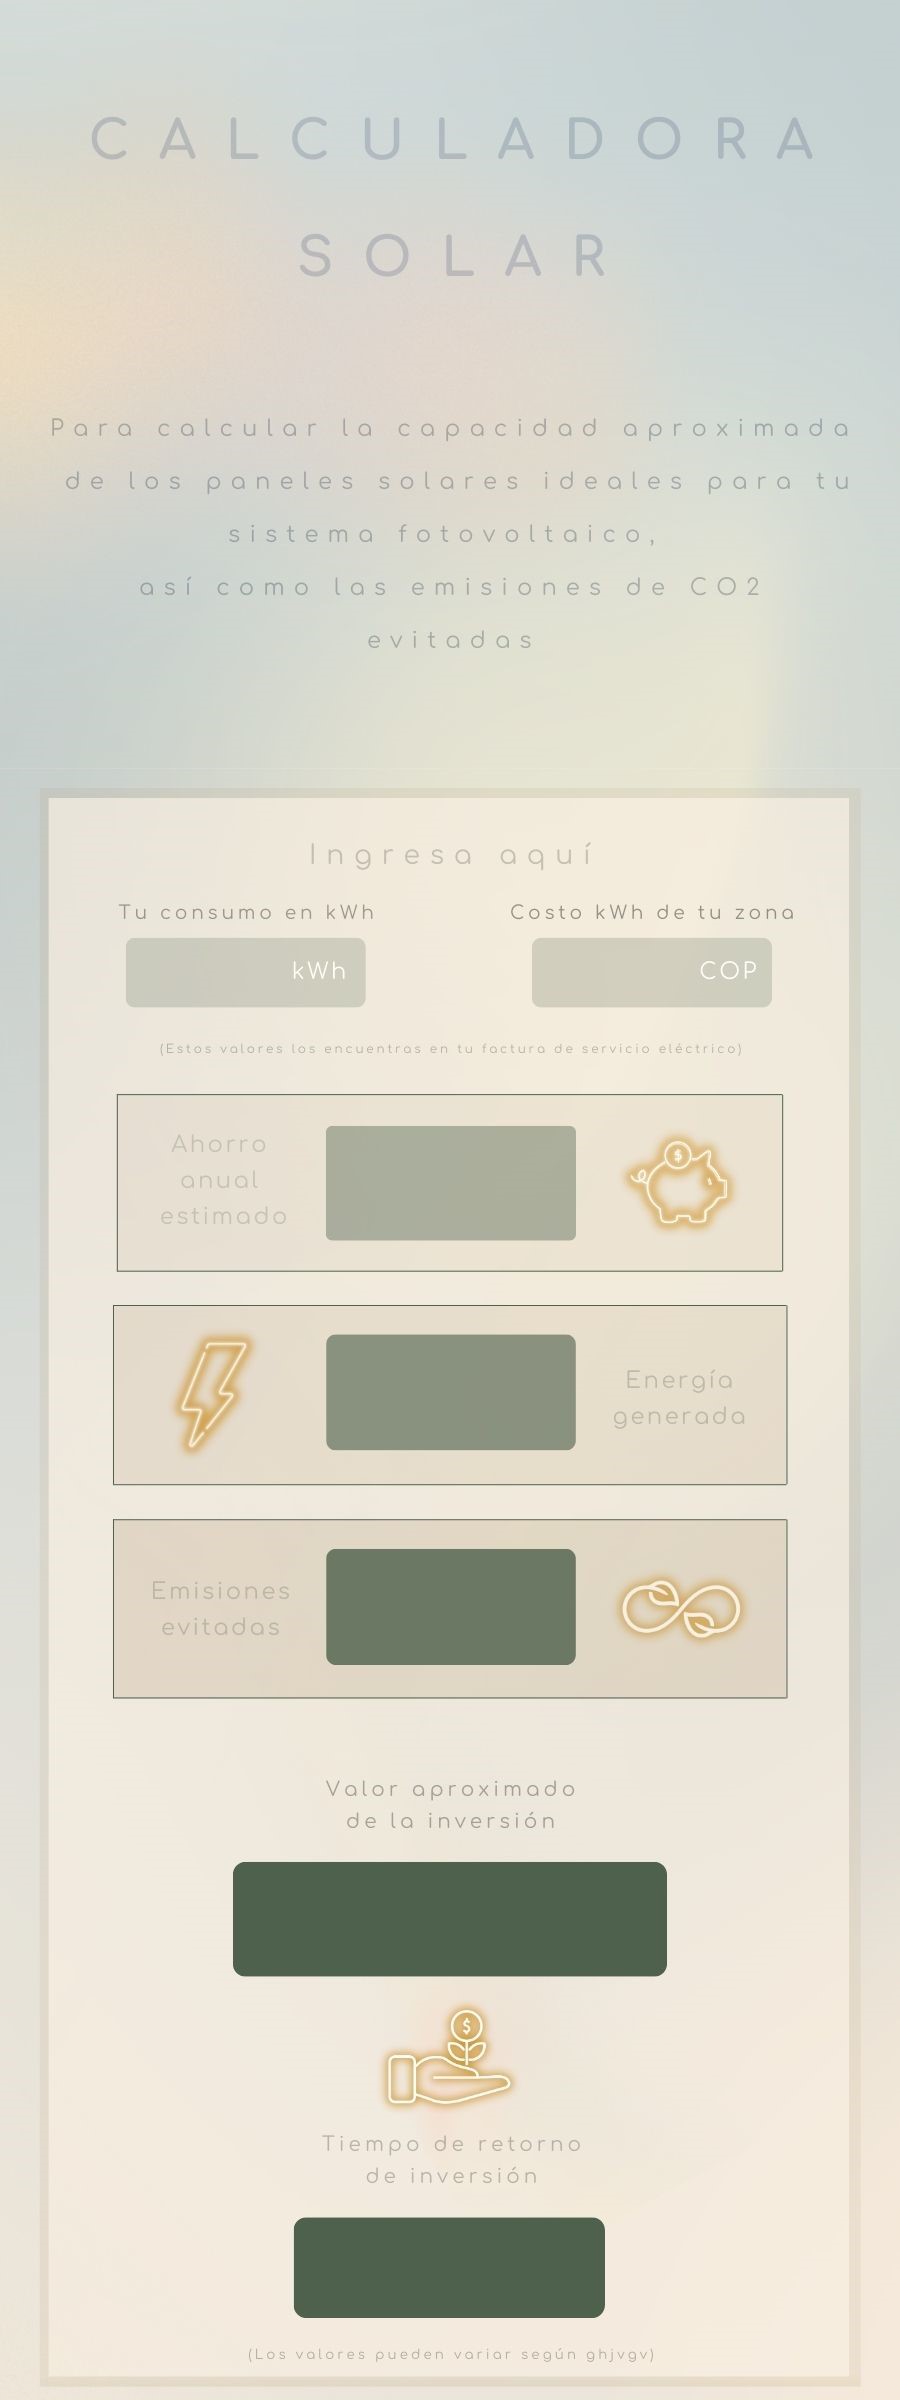 CALCULADORA
SOLAR
Para calcular la capacidad aproximada
de los paneles solares ideales para tu
sistema fotovoltaico,
así como las emisiones de CO2
evitadas
Ingresa aquí
Tu consumo en kWh
Costo kWh de tu zona
kWh
COP
(Estos valores los encuentras en tu factura de servicio eléctrico)
Ahorro
anual
estimado
$
Energía
generada
Emisiones
evitadas
Valor aproximado
de la inversión
$
Tiempo de retorno
de inversión
(Los valores pueden variar según ghjvgv)